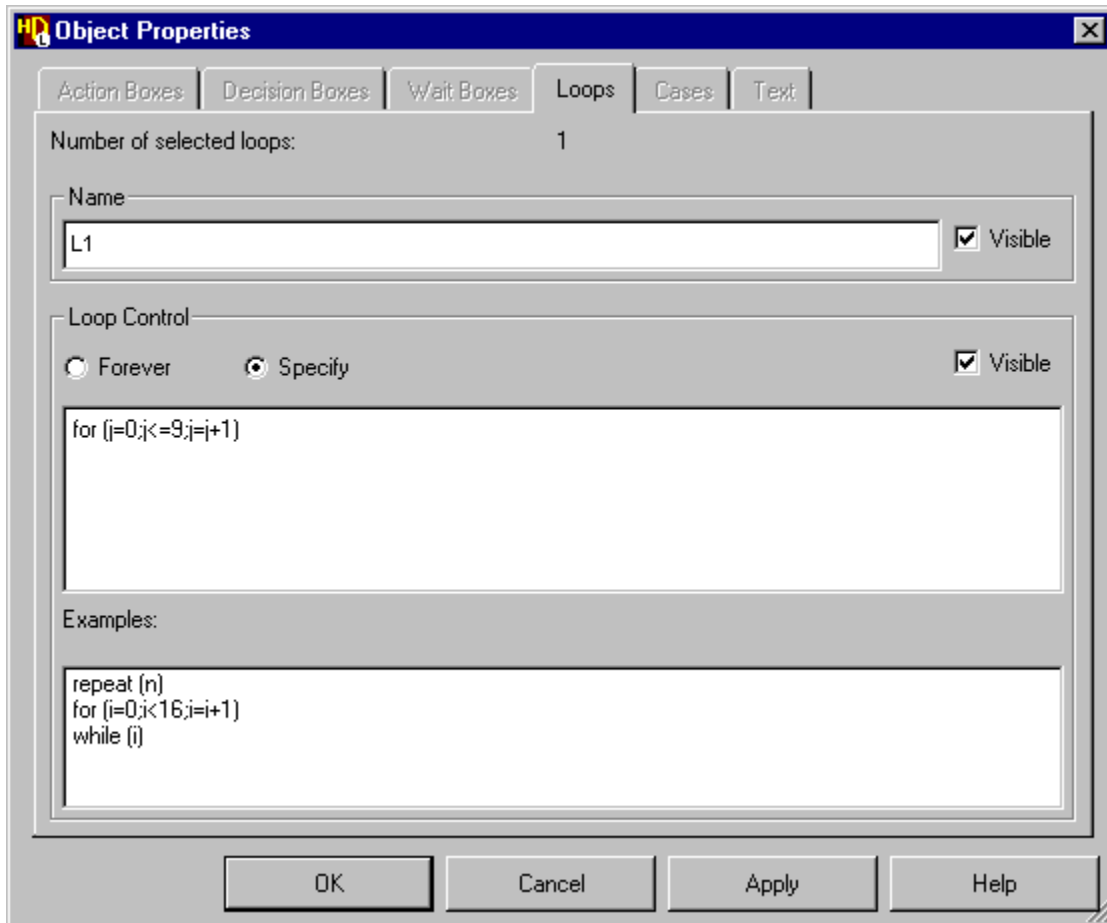 HDL Object Properties
Action Boxes Decision Boxes Wait Boxes Loops Cases Text
Number of selected loops: 1
Name
L1 Visible
Loop Control
Forever Specify Visible
for (j=0;j<=9;j=j+1)
Examples:
repeat (n)
for (i=0;i<16;i=i+1)
while (i)
OK Cancel Apply Help